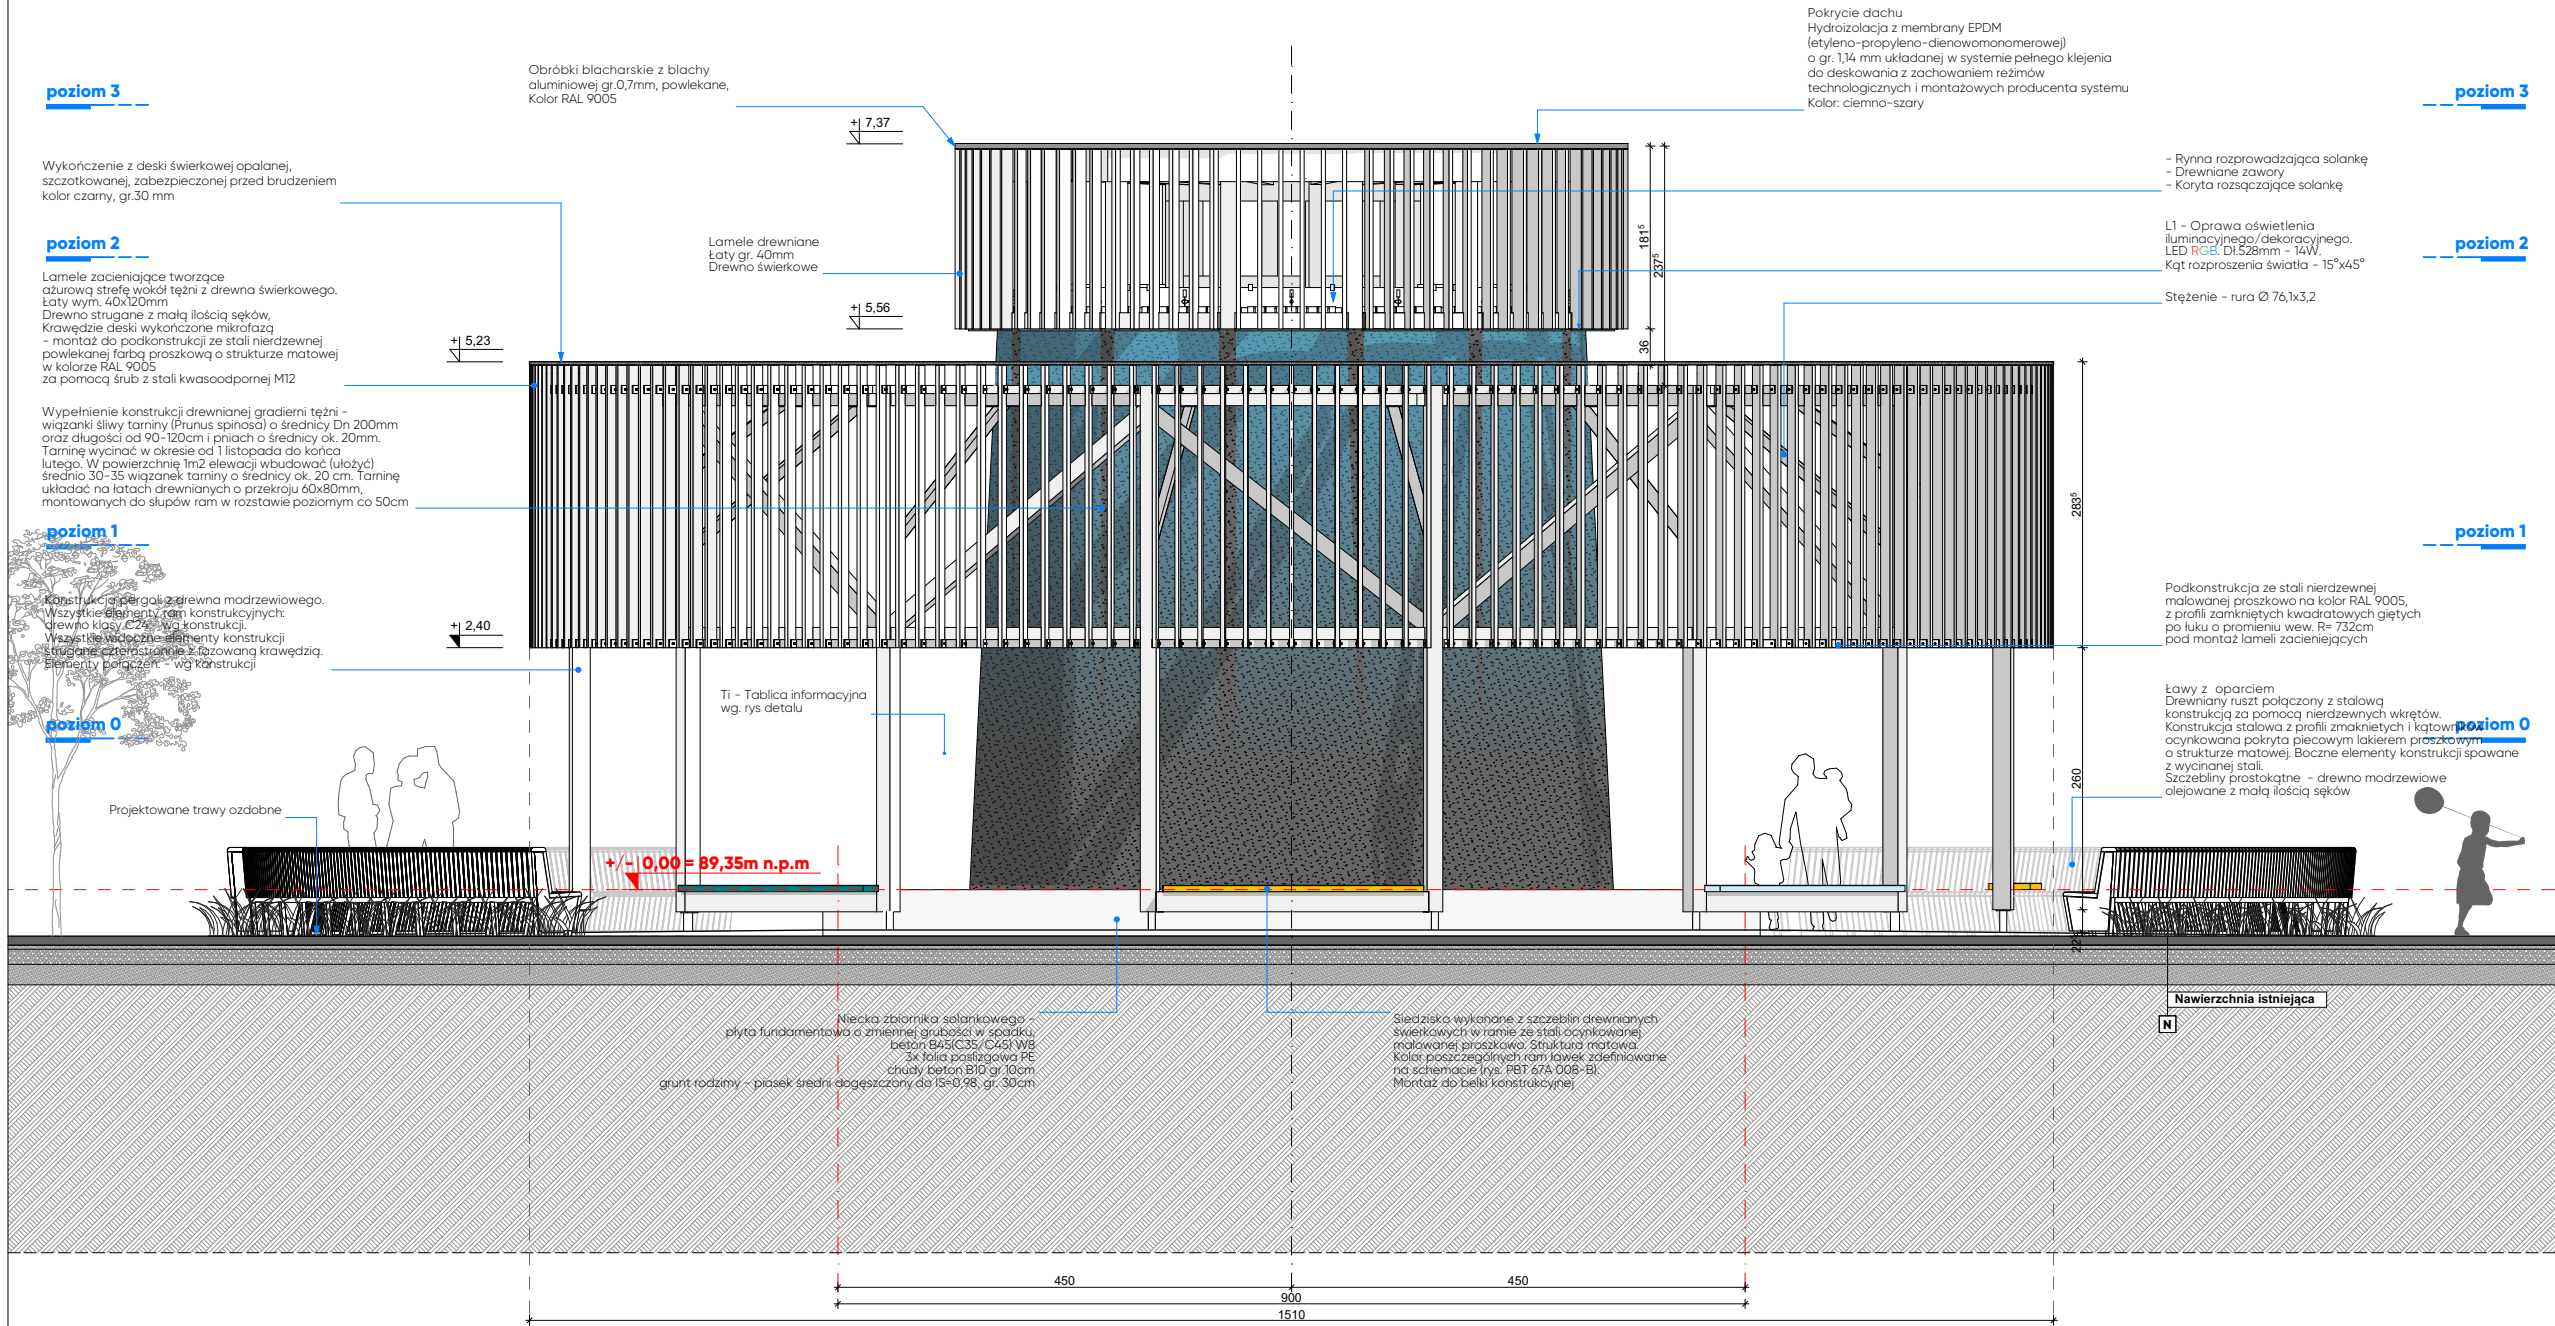 poziom 3
Wykończenie z deski świerkowej opalanej,
szczotkowanej, zabezpieczonej przed brudzeniem
kolor czarny, gr.30 mm
poziom 2
Lamele zacieniające tworzące
ażurową strefę wokół tężni z drewna świerkowego.
Łaty wym. 40x120mm
Drewno strugane z małą ilością sęków,
Krawędzie deski wykończone mikrofazą
- montaż do podkonstrukcji ze stali nierdzewnej
powlekanej farbą proszkową o strukturze matowej
w kolorze RAL 9005
za pomocą śrub z stali kwasoodpornej M12
Wypełnienie konstrukcji drewnianej gradierni tężni -
wiązanki śliwy tarniny (Prunus spinosa) o średnicy Dn 200mm
oraz długości od 90-120cm i pniach o średnicy ok. 20mm.
Tarninę wycinać w okresie od 1 listopada do końca
lutego. W powierzchnię 1m2 elewacji wbudować (ułożyć)
średnio 30-35 wiązanek tarniny o średnicy ok. 20 cm. Tarninę
układać na łatach drewnianych o przekroju 60x80mm,
montowanych do słupów ram w rozstawie poziomym co 50cm
poziom 1
Konstrukcja pergoli z drewna modrzewiowego.
Wszystkie elementy ram konstrukcyjnych:
drewno klasy C24 - wg konstrukcji.
Wszystkie widoczne elementy konstrukcji
strugane czterostronnie z fazowaną krawędzią.
Elementy połączeń. - wg konstrukcji
poziom 0
Projektowane trawy ozdobne
Obróbki blacharskie z blachy
aluminiowej gr.0,7mm, powlekane,
Kolor RAL 9005
+ 7,37
Lamele drewniane
Łaty gr. 40mm
Drewno świerkowe
+ 5,56
+ 5,23
+ 2,40
Ti - Tablica informacyjna
wg. rys detalu
+/- 0,00 = 89,35m n.p.m
Pokrycie dachu
Hydroizolacja z membrany EPDM
(etyleno-propyleno-dienowomonomerowej)
o gr. 1,14 mm układanej w systemie pełnego klejenia
do deskowania z zachowaniem reżimów
technologicznych i montażowych producenta systemu
Kolor: ciemno-szary
poziom 3
- Rynna rozprowadzająca solankę
- Drewniane zawory
- Koryta rozsączające solankę
L1 - Oprawa oświetlenia
iluminacyjnego/dekoracyjnego.
LED RGB. Dł.528mm - 14W.
Kąt rozproszenia światła - 15°x45°
poziom 2
Stężenie - rura Ø 76,1x3,2
181⁵
237⁵
36
283⁵
260
22⁵
poziom 1
Podkonstrukcja ze stali nierdzewnej
malowanej proszkowo na kolor RAL 9005,
z profili zamkniętych kwadratowych giętych
po łuku o promieniu wew. R= 732cm
pod montaż lameli zacieniejących
Ławy z oparciem
Drewniany ruszt połączony z stalową
konstrukcją za pomocą nierdzewnych wkrętów.
Konstrukcja stalowa z profili zmakniętych i kątowników
ocynkowana pokryta piecowym lakierem proszkowym
o strukturze matowej. Boczne elementy konstrukcji spawane
z wycinanej stali.
Szczebliny prostokątne - drewno modrzewiowe
olejowane z małą ilością sęków
poziom 0
Nawierzchnia istniejąca
N
Niecka zbiornika solankowego -
płyta fundamentowa o zmiennej grubości w spadku,
beton B45(C35/C45) W8
3x folia poslizgowa PE
chudy beton B10 gr.10cm
grunt rodzimy - piasek średni dogęszczony do IS=0,98, gr. 30cm
Siedzisko wykonane z szczeblin drewnianych
świerkowych w ramie ze stali ocynkowanej
malowanej proszkowo. Struktura matowa.
Kolor poszczególnych ram ławek zdefiniowane
na schemacie (rys. PBT 67A 008-B).
Montaż do belki konstrukcyjnej
450
450
900
1510